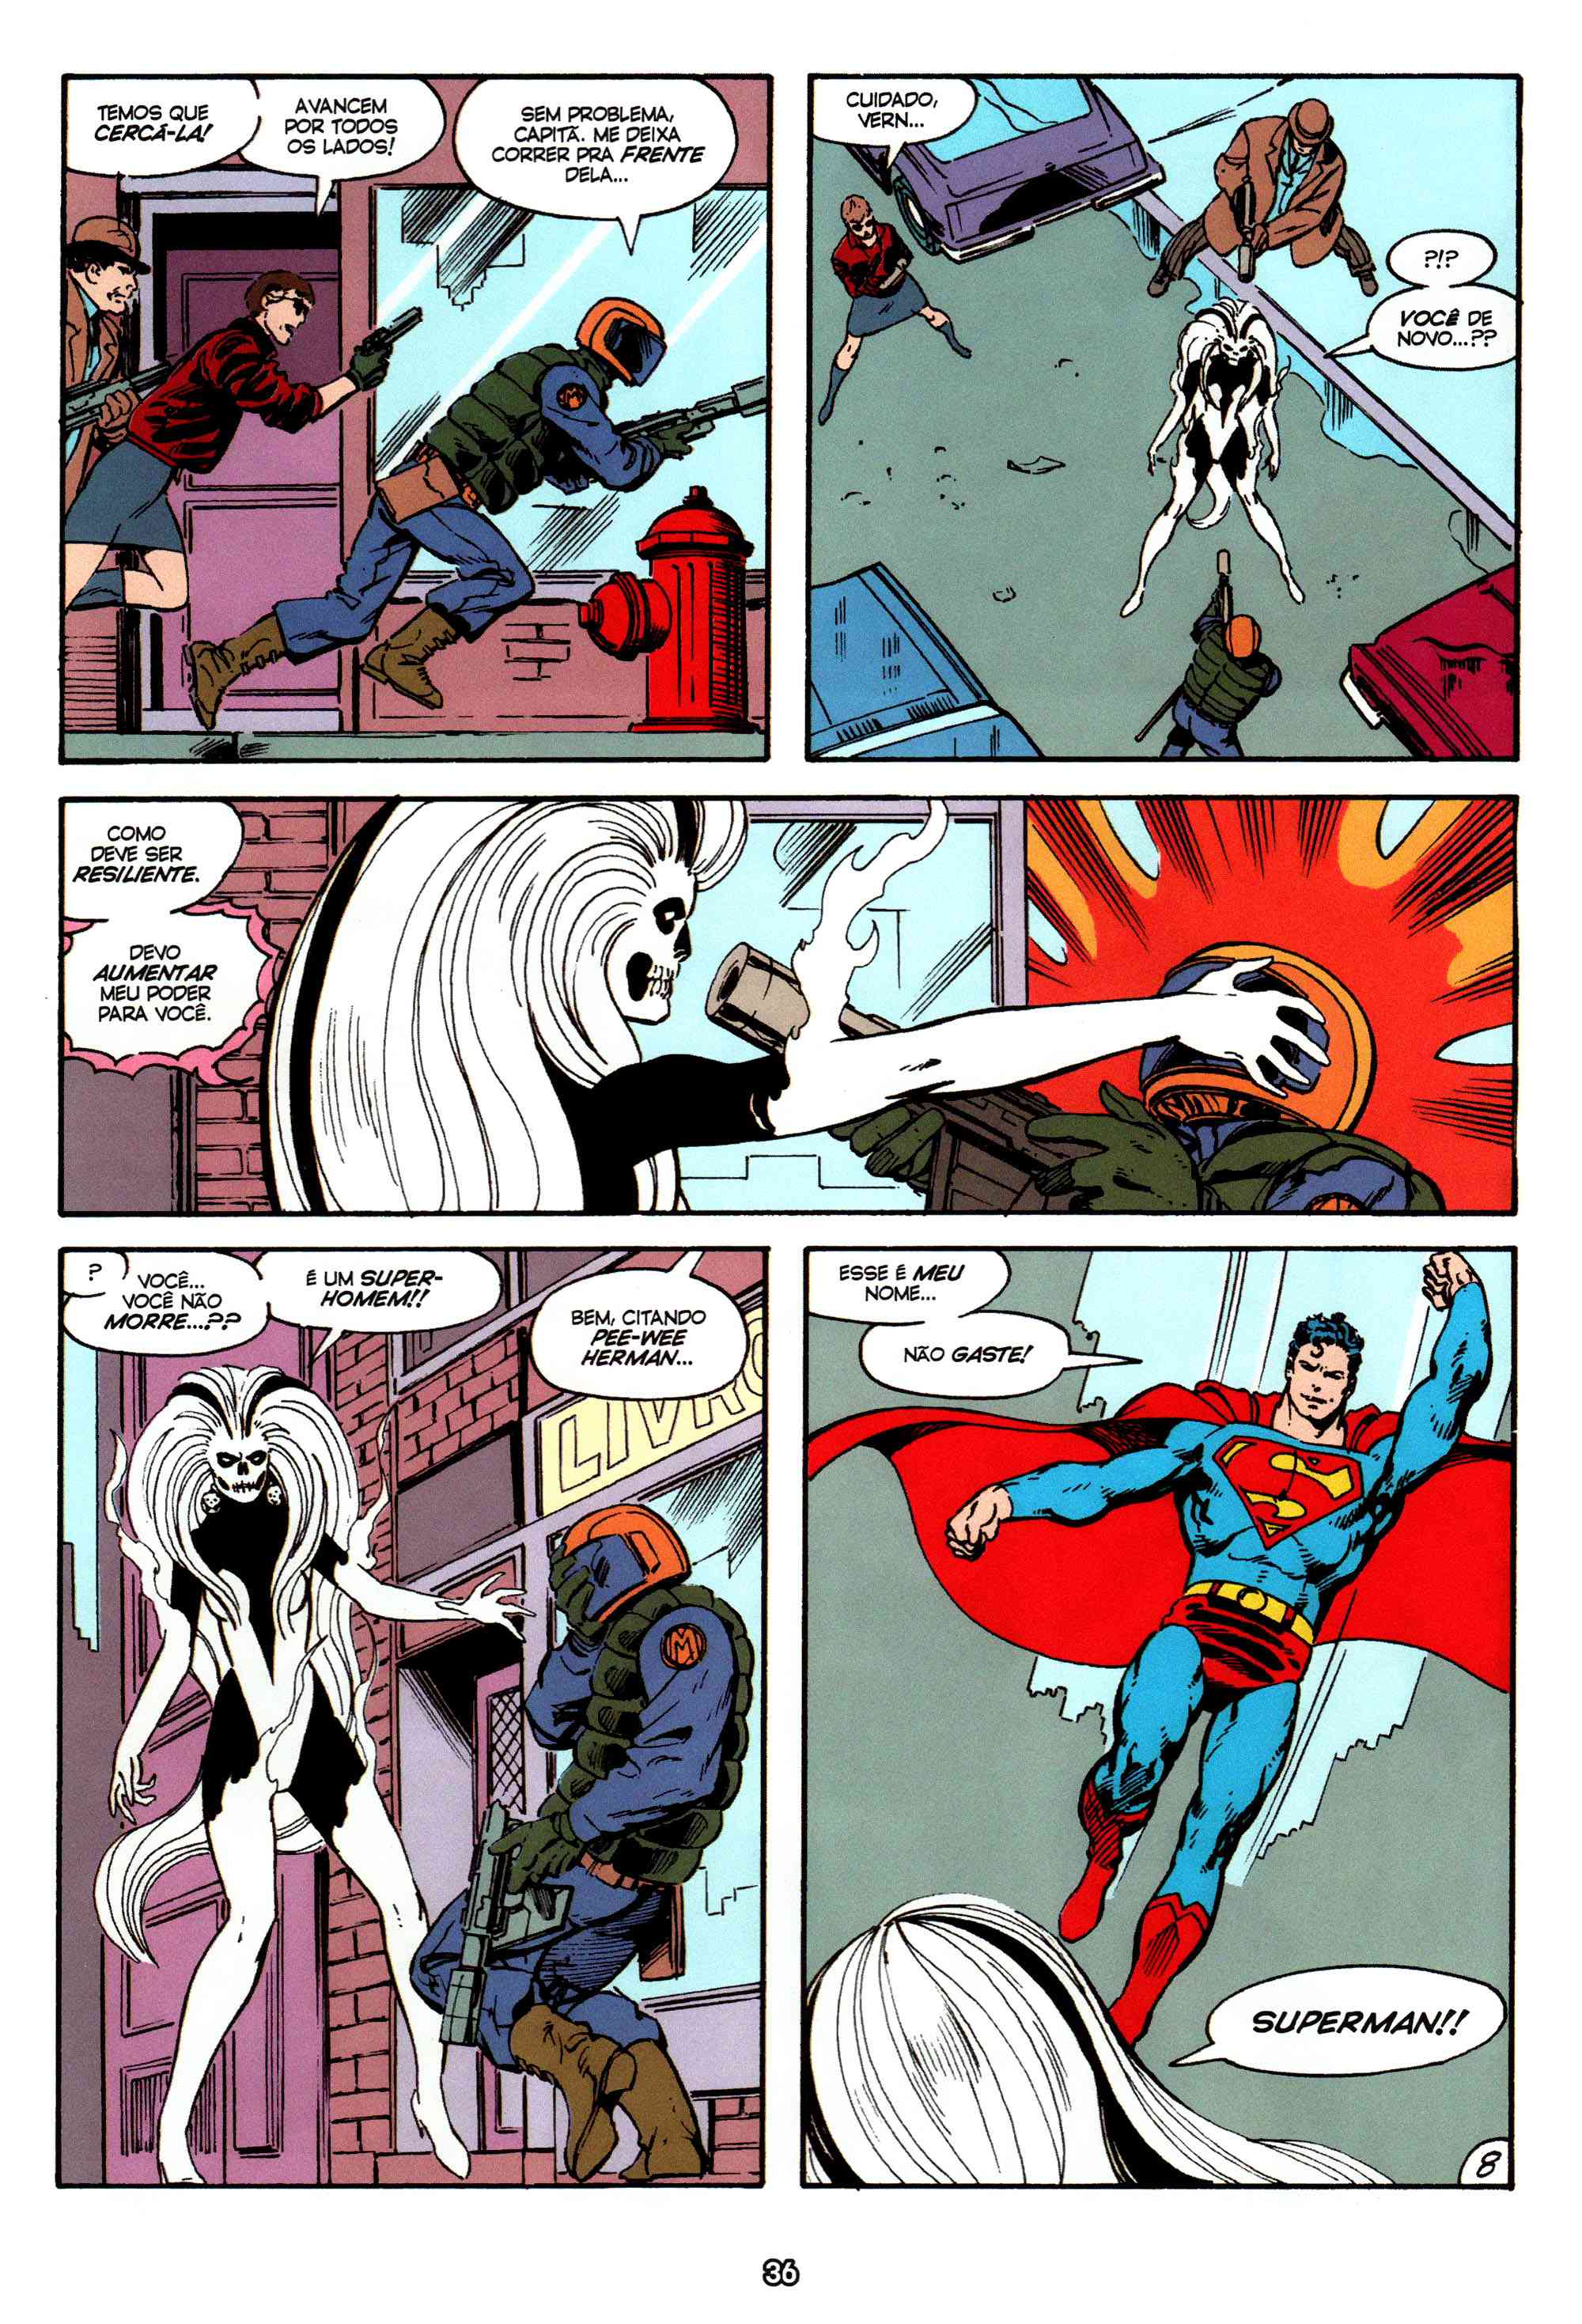 TEMOS QUE
CERCÁ-LA!
AVANCEM
POR TODOS
OS LADOS!
SEM PROBLEMA,
CAPITÃ. ME DEIXA
CORRER PRA FRENTE
DELA...
M
CUIDADO,
VERN...
?!?
VOCÊ DE
NOVO...??
COMO
DEVE SER
RESILIENTE.
DEVO
AUMENTAR
MEU PODER
PARA VOCÊ.
?
VOCÊ...
VOCÊ NÃO
MORRE...??
É UM SUPER-
HOMEM!!
BEM, CITANDO
PEE-WEE
HERMAN...
LIVRO
M
ESSE É MEU
NOME...
NÃO GASTE!
S
SUPERMAN!!
8
36